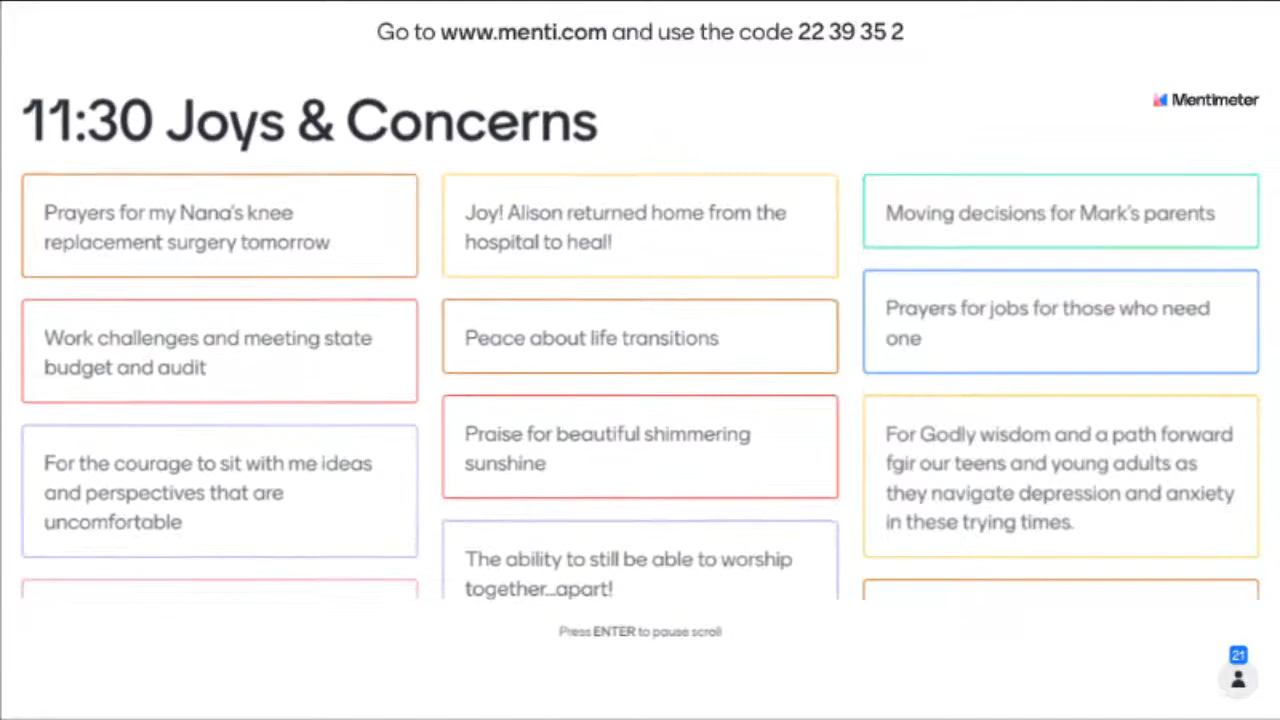 Go to www.menti.com and use the code 22 39 35 2
11:30 Joys & Concerns
Mentimeter
Prayers for my Nana's knee
replacement surgery tomorrow
Work challenges and meeting state
budget and audit
For the courage to sit with me ideas
and perspectives that are
uncomfortable
Joy! Alison returned home from the
hospital to heal!
Peace about life transitions
Praise for beautiful shimmering
sunshine
The ability to still be able to worship
together...apart!
Moving decisions for Mark's parents
Prayers for jobs for those who need
one
For Godly wisdom and a path forward
fgir our teens and young adults as
they navigate depression and anxiety
in these trying times.
Press ENTER to pause scroll
21